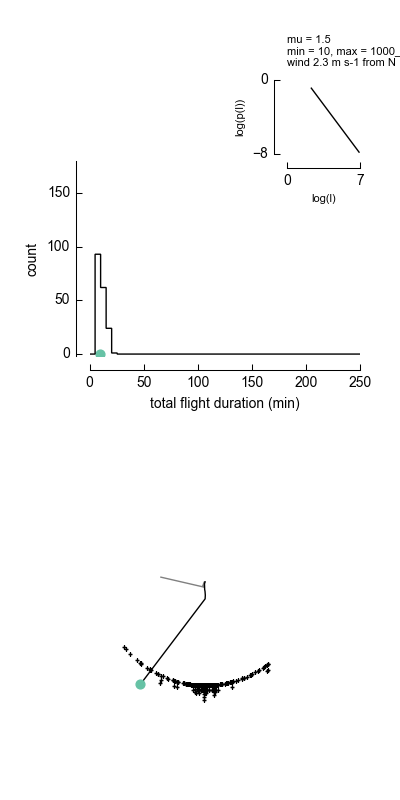 mu = 1.5
min = 10, max = 1000_
wind 2.3 m s-1 from N
0
log(p(l))
−8
0
7
log(l)
150
100
count
50
0
0
50
100
150
200
250
total flight duration (min)